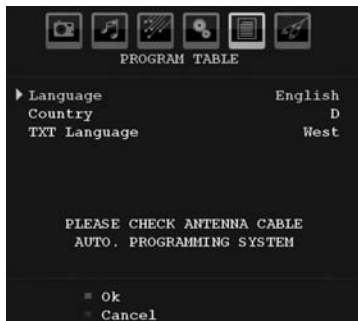 PROGRAM TABLE
Language English
Country D
TXT Language West
PLEASE CHECK ANTENNA CABLE
AUTO. PROGRAMMING SYSTEM
Ok
Cancel